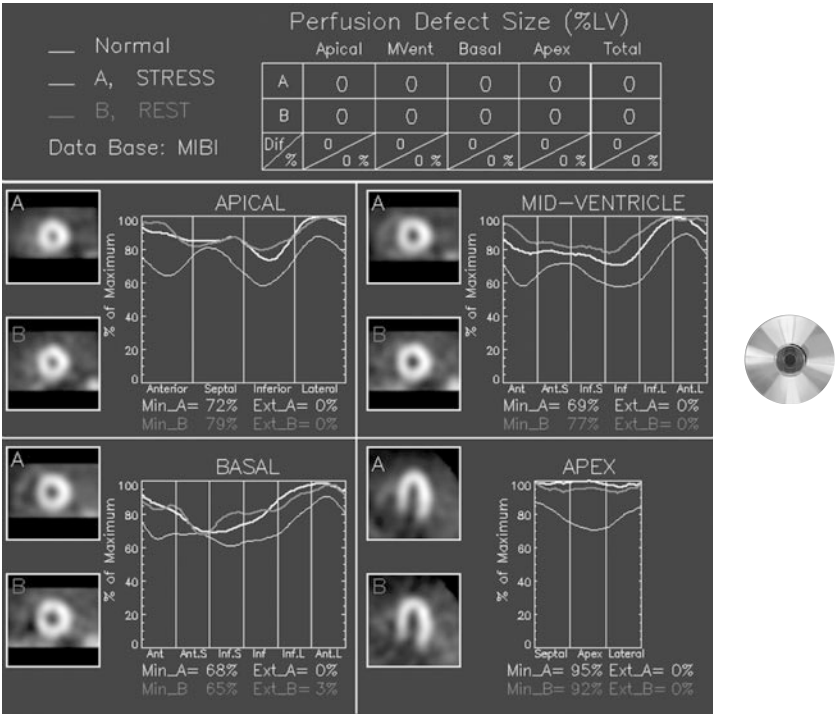 Perfusion Defect Size (%LV)
Normal
A, STRESS
B, REST
Data Base: MIBI
Apical MVent Basal Apex Total
A 0 0 0 0 0
B 0 0 0 0 0
Dif/% 0/0 % 0/0 % 0/0 % 0/0 % 0/0 %
A
APICAL
B
% of Maximum
100
80
60
40
20
0
Anterior Septal Inferior Lateral
Min_A= 72% Ext_A= 0%
Min_B 79% Ext_B= 0%
A
MID-VENTRICLE
B
% of Maximum
100
80
60
40
20
0
Ant Ant.S Inf.S Inf Inf.L Ant.L
Min_A= 69% Ext_A= 0%
Min_B 77% Ext_B= 0%
A
BASAL
B
% of Maximum
100
80
60
40
20
0
Ant Ant.S Inf.S Inf Inf.L Ant.L
Min_A= 68% Ext_A= 0%
Min_B 65% Ext_B= 3%
A
APEX
B
% of Maximum
100
80
60
40
20
0
Septal Apex Lateral
Min_A= 95% Ext_A= 0%
Min_B= 92% Ext_B= 0%